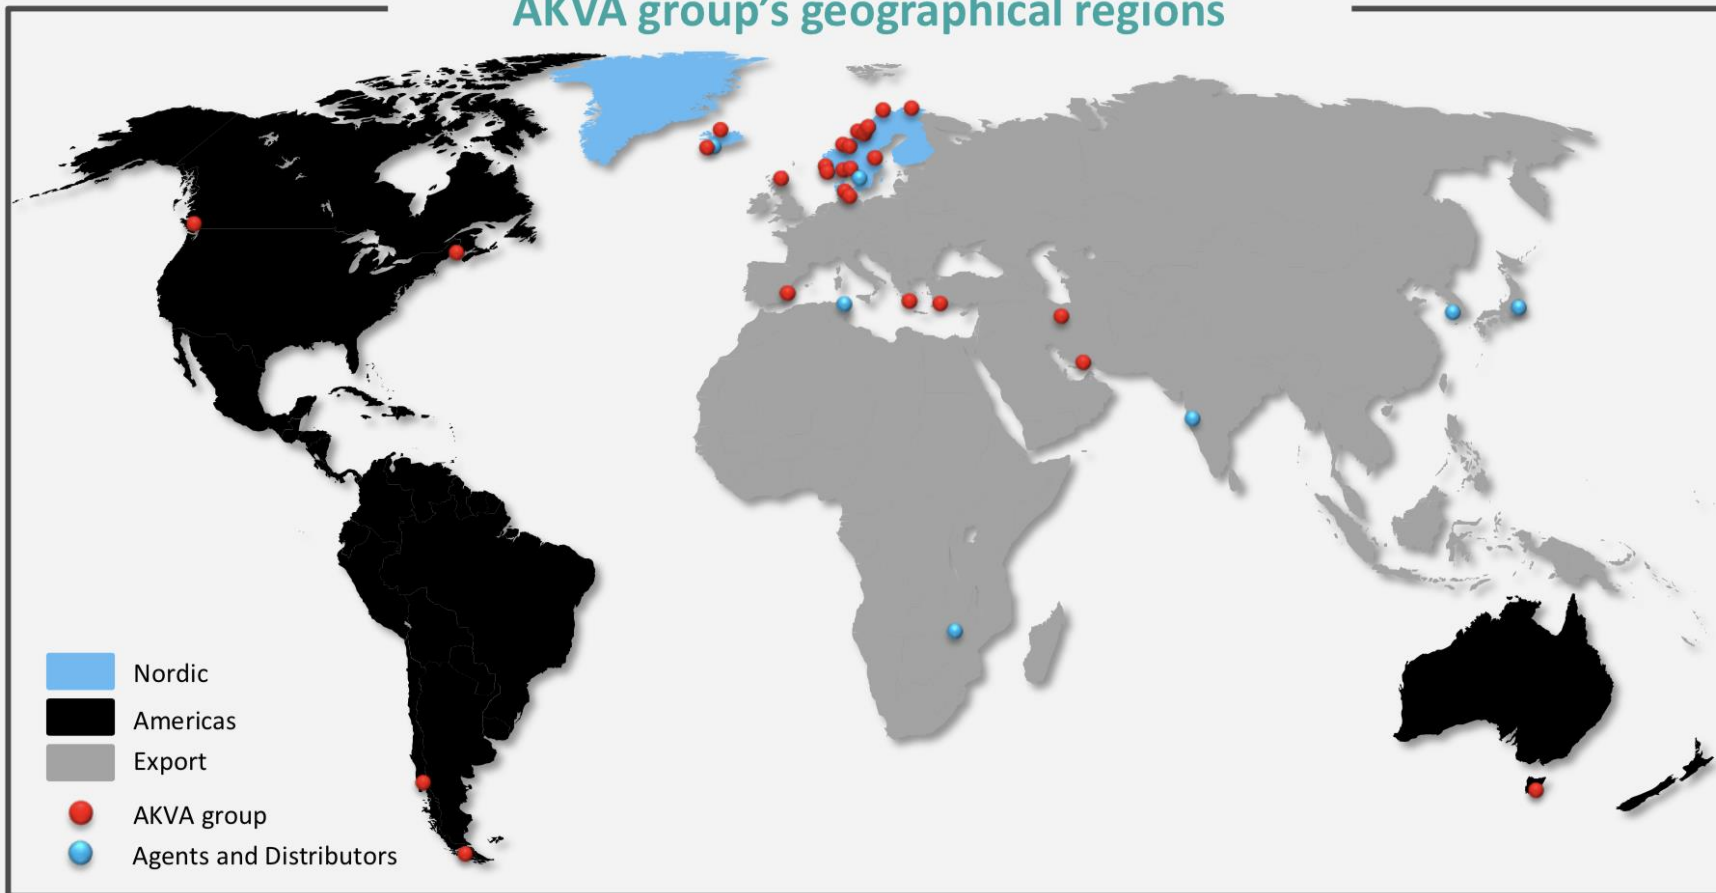 AKVA group's geographical regions
Nordic
Americas
Export
AKVA group
Agents and Distributors